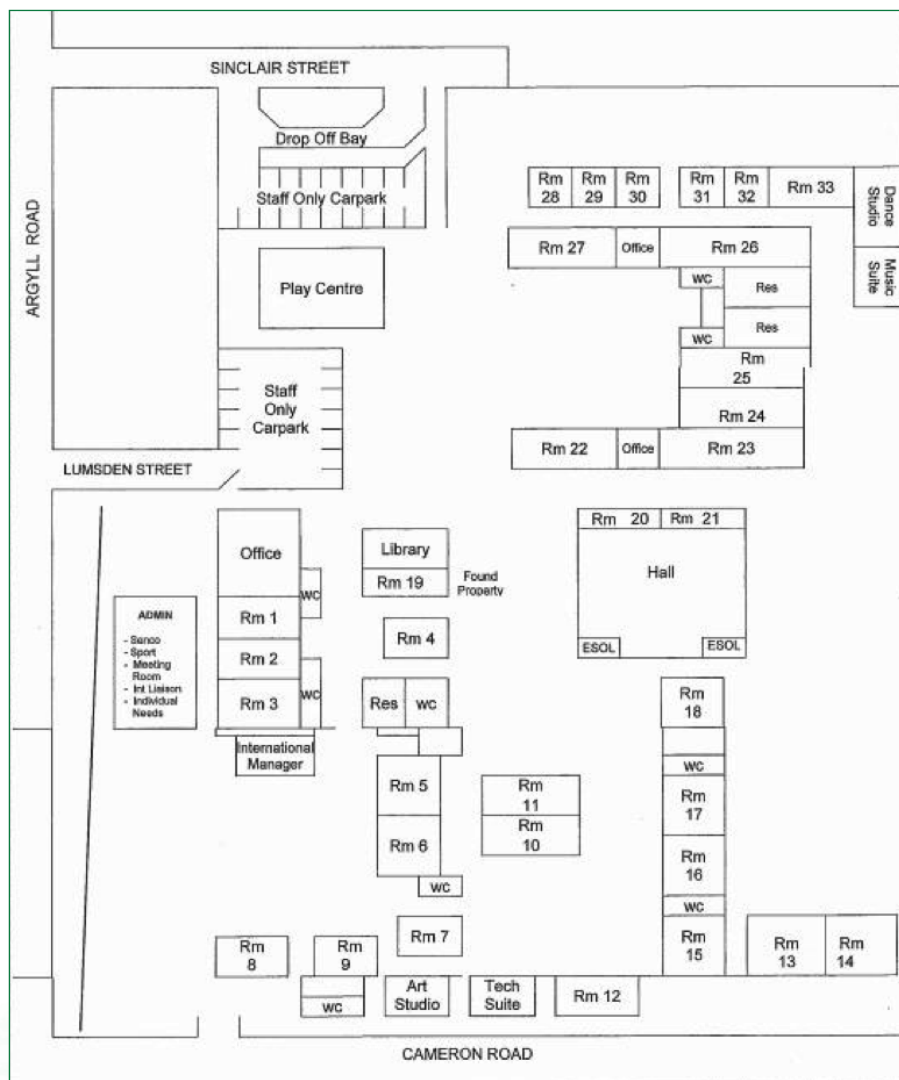 SINCLAIR STREET
Drop Off Bay
Staff Only Carpark
ARGYLL ROAD
Play Centre
Staff
Only
Carpark
LUMSDEN STREET
Rm
28
Rm
29
Rm
30
Rm
31
Rm
32
Rm 33
Dance
Studio
Music
Suite
Rm 27
Office
Rm 26
WC
Res
Res
WC
Rm
25
Rm 24
Rm 22
Office
Rm 23
Office
WC
Rm 1
Rm 2
Rm 3
WC
ADMIN
- Senco
- Sport
- Meeting
Room
- Int Liaison
- Individual
Needs
International
Manager
Library
Rm 19
Found
Property
Rm 4
Res
WC
Rm 20
Rm 21
Hall
ESOL
ESOL
Rm
18
WC
Rm
17
Rm
16
WC
Rm
15
Rm
13
Rm
14
Rm 5
Rm 6
WC
Rm
11
Rm
10
Rm 7
Rm
8
Rm
9
WC
Art
Studio
Tech
Suite
Rm 12
CAMERON ROAD